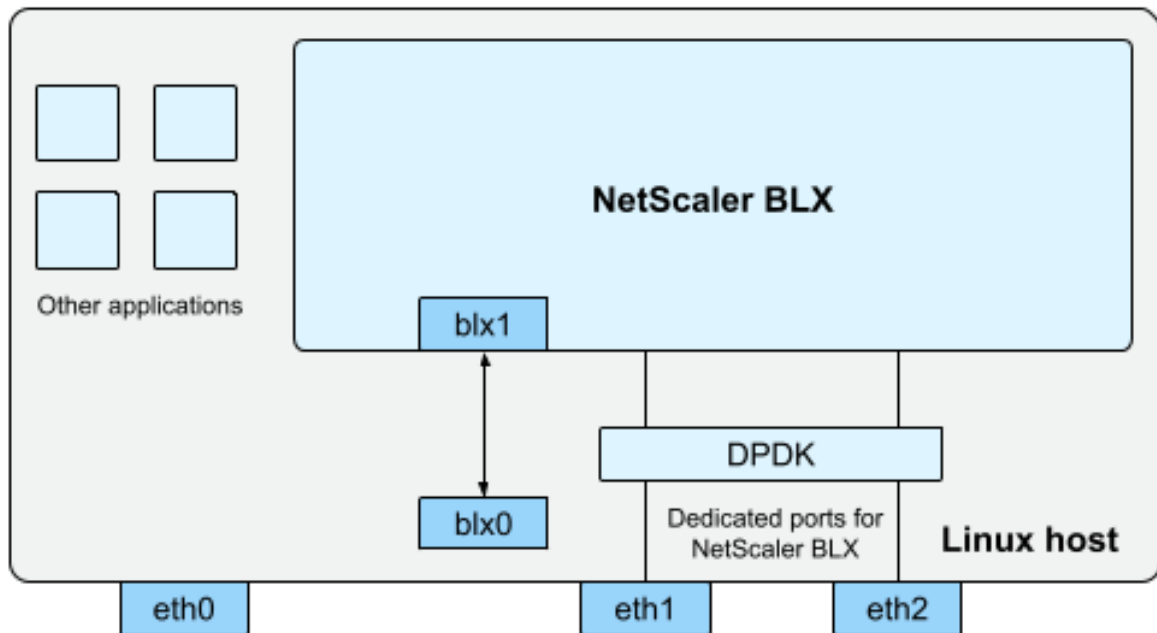 NetScaler BLX
Other applications
blx1
DPDK
blx0
Dedicated ports for
NetScaler BLX
Linux host
eth0
eth1
eth2